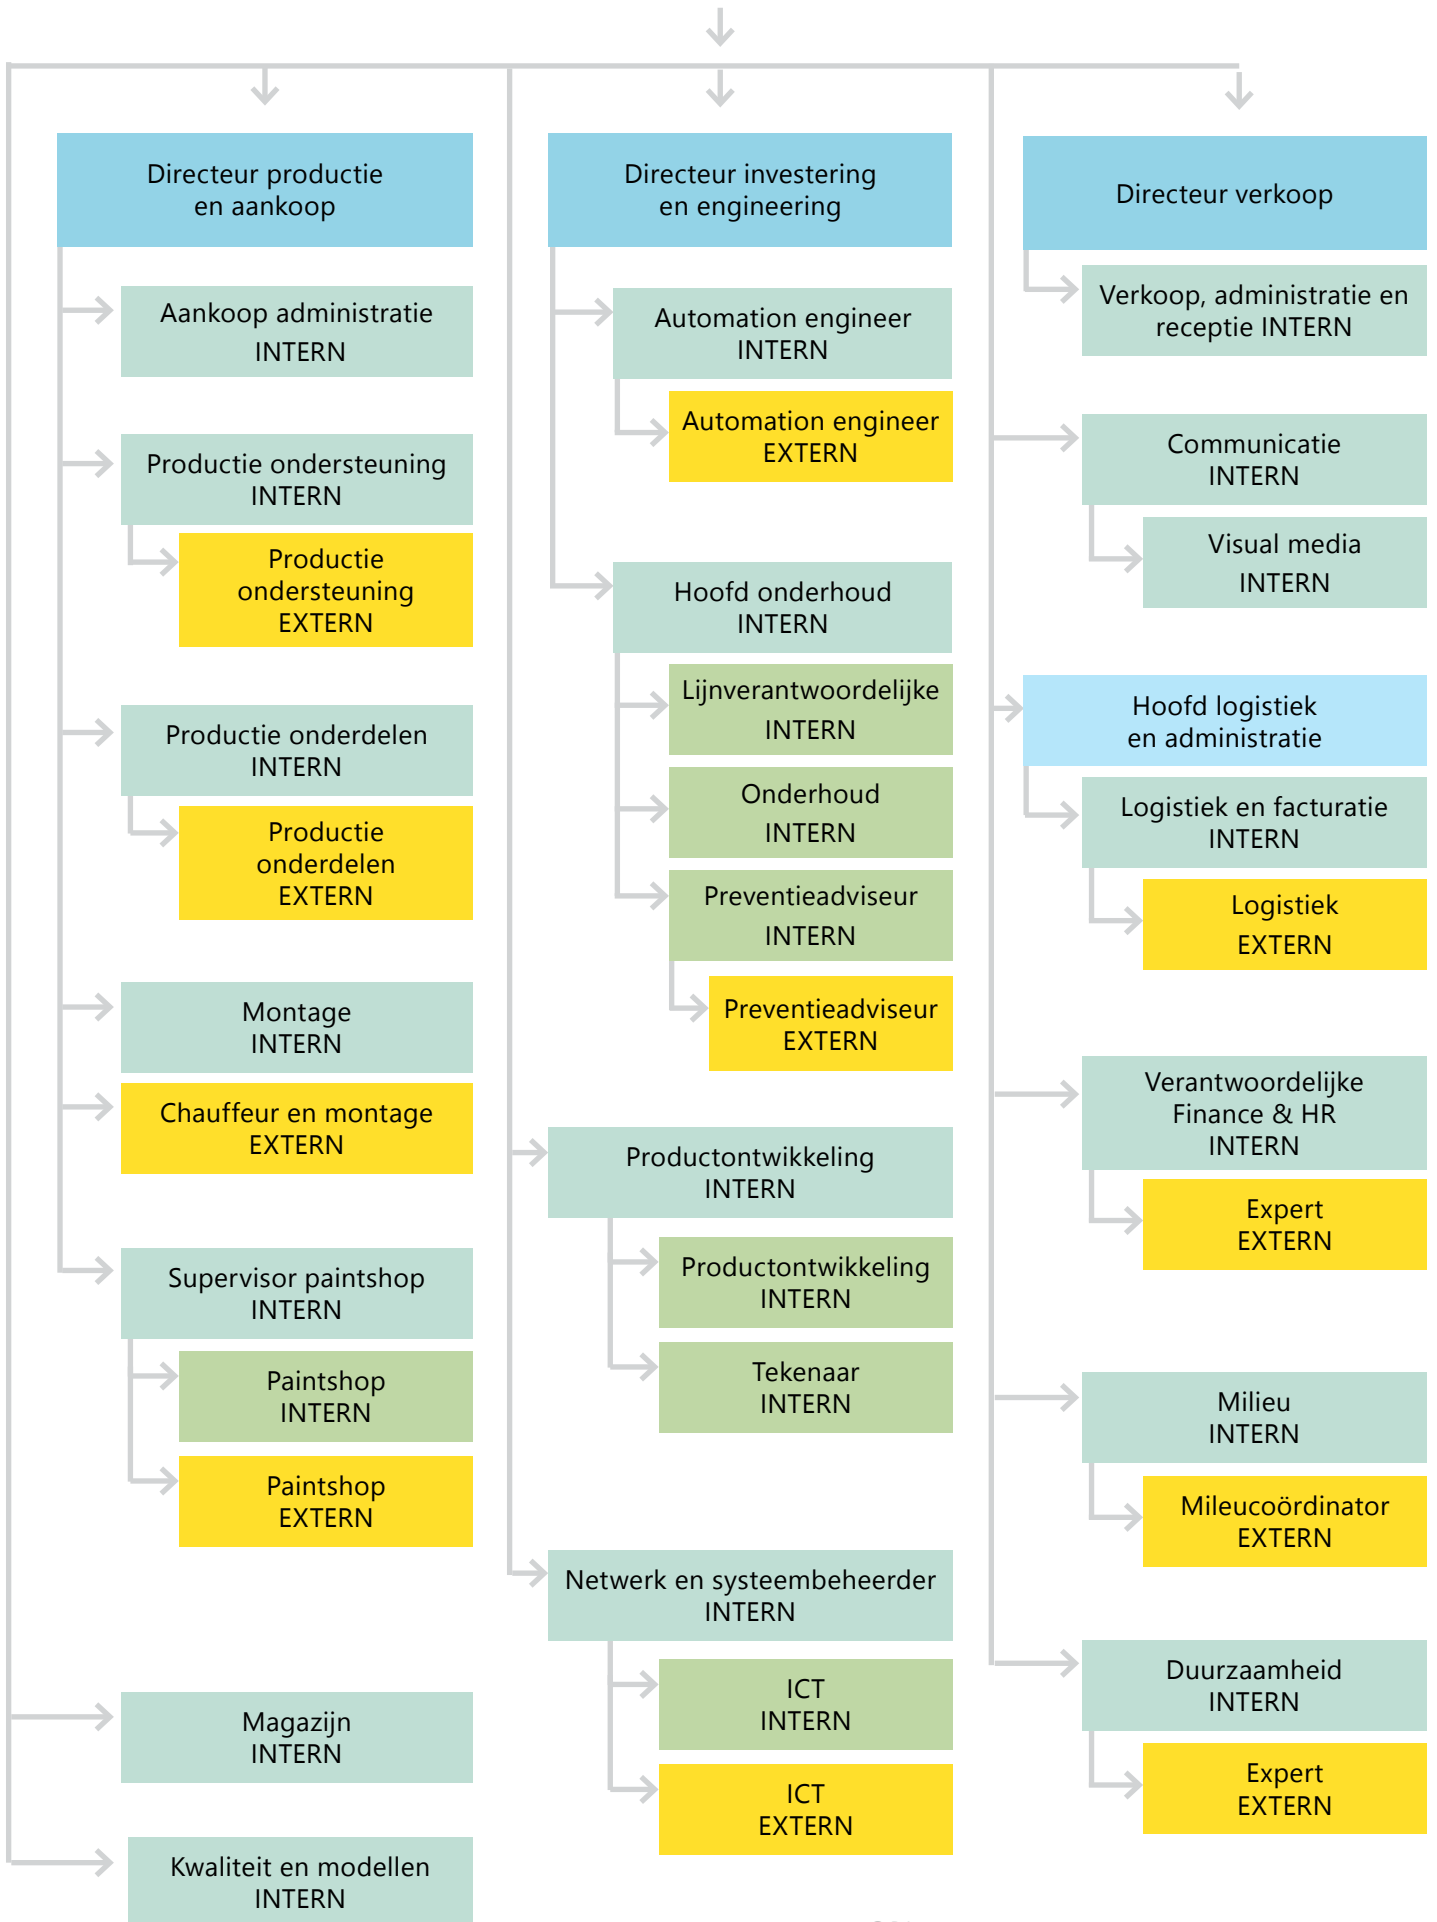 Directeur productie
en aankoop
Aankoop administratie
INTERN
Productie ondersteuning
INTERN
Productie
ondersteuning
EXTERN
Productie onderdelen
INTERN
Productie
onderdelen
EXTERN
Montage
INTERN
Chauffeur en montage
EXTERN
Supervisor paintshop
INTERN
Paintshop
INTERN
Paintshop
EXTERN
Magazijn
INTERN
Kwaliteit en modellen
INTERN
Directeur investering
en engineering
Automation engineer
INTERN
Automation engineer
EXTERN
Hoofd onderhoud
INTERN
Lijnverantwoordelijke
INTERN
Onderhoud
INTERN
Preventieadviseur
INTERN
Preventieadviseur
EXTERN
Productontwikkeling
INTERN
Productontwikkeling
INTERN
Tekenaar
INTERN
Netwerk en systeembeheerder
INTERN
ICT
INTERN
ICT
EXTERN
Directeur verkoop
Verkoop, administratie en
receptie INTERN
Communicatie
INTERN
Visual media
INTERN
Hoofd logistiek
en administratie
Logistiek en facturatie
INTERN
Logistiek
EXTERN
Verantwoordelijke
Finance & HR
INTERN
Expert
EXTERN
Milieu
INTERN
Mileucoördinator
EXTERN
Duurzaamheid
INTERN
Expert
EXTERN